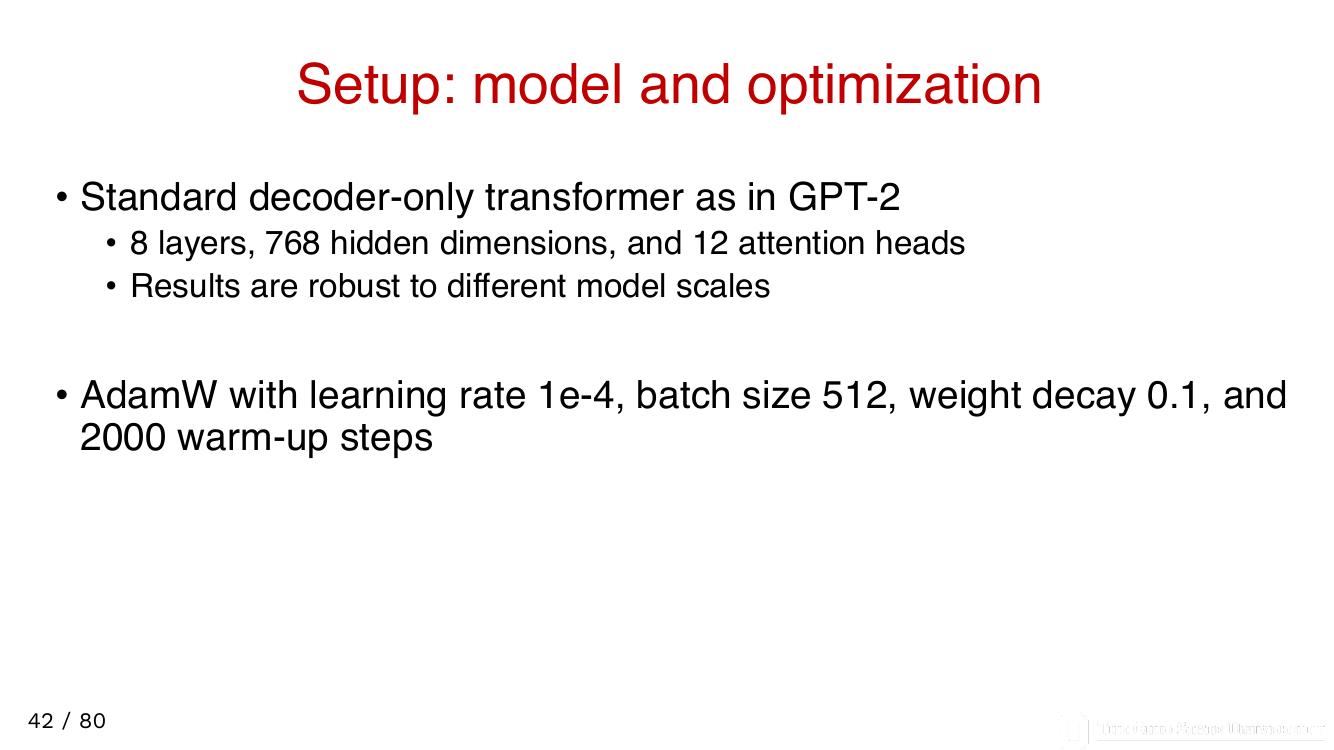 Setup: model and optimization
• Standard decoder-only transformer as in GPT-2
• 8 layers, 768 hidden dimensions, and 12 attention heads
• Results are robust to different model scales
• AdamW with learning rate 1e-4, batch size 512, weight decay 0.1, and
2000 warm-up steps
42 / 80